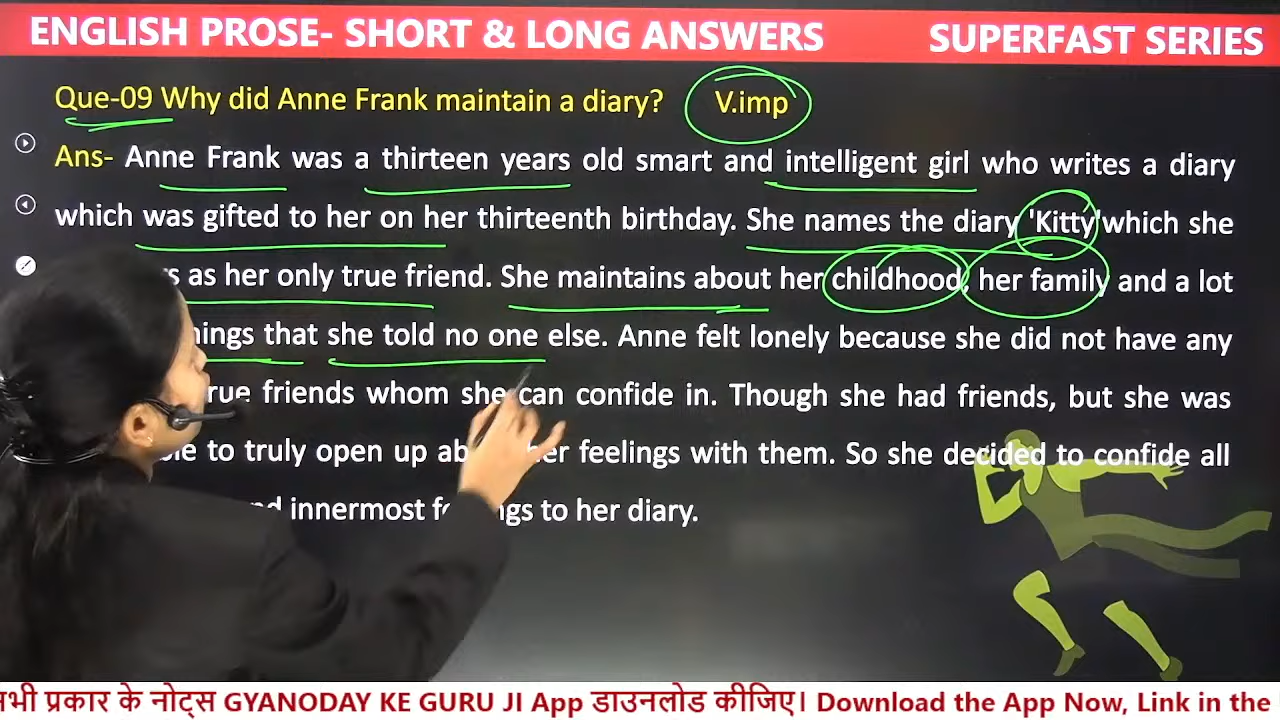 ENGLISH PROSE- SHORT & LONG ANSWERS SUPERFAST SERIES
Que-09 Why did Anne Frank maintain a diary? V.imp
Ans- Anne Frank was a thirteen years old smart and intelligent girl who writes a diary
which was gifted to her on her thirteenth birthday. She names the diary 'Kitty' which she
as her only true friend. She maintains about her childhood, her family and a lot
that she told no one else. Anne felt lonely because she did not have any
friends whom she can confide in. Though she had friends, but she was
to truly open up feelings with them. So she decided to confide all
innermost to her diary.
प्रकार के नोट्स GYANODAY KE GURU JI App डाउनलोड कीजिए। Download the App Now, Link in the